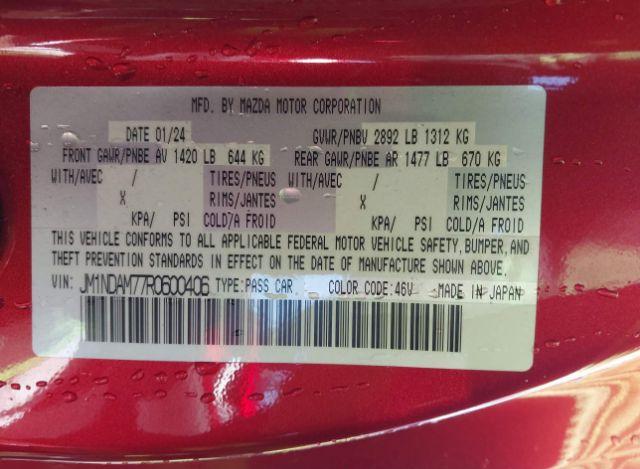 MFD. BY MAZDA MOTOR CORPORATION
DATE 01/24 GVWR/PNBV 2892 LB 1312 KG
FRONT GAWR/PNBE AV 1420 LB 644 KG REAR GAWR/PNBE AR 1477 LB 670 KG
WITH/AVEC / TIRES/PNEUS WITH/AVEC / TIRES/PNEUS
X RIMS/JANTES X RIMS/JANTES
KPA/ PSI COLD/A FROID KPA/ PSI COLD/A FROID
THIS VEHICLE CONFORMS TO ALL APPLICABLE FEDERAL MOTOR VEHICLE SAFETY, BUMPER, AND
THEFT PREVENTION STANDARDS IN EFFECT ON THE DATE OF MANUFACTURE SHOWN ABOVE.
VIN: JM1NDAM77R0600406 TYPE:PASS CAR. COLOR CODE:46V MADE IN JAPAN